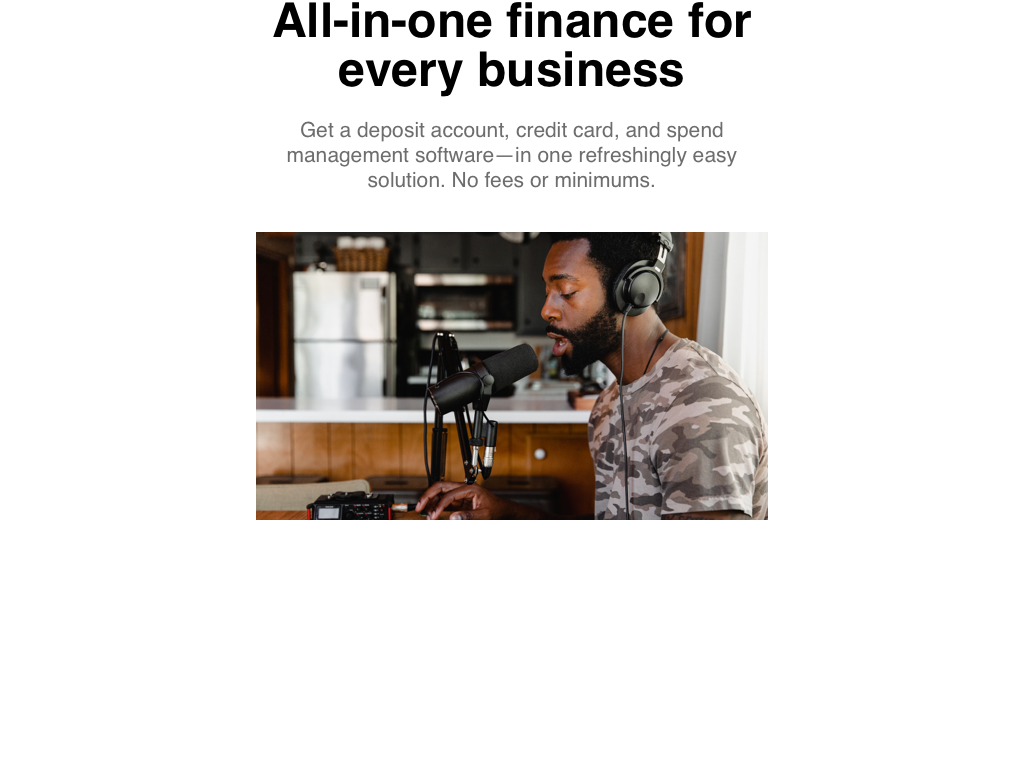 All-in-one finance for
every business
Get a deposit account, credit card, and spend
management software—in one refreshingly easy
solution. No fees or minimums.